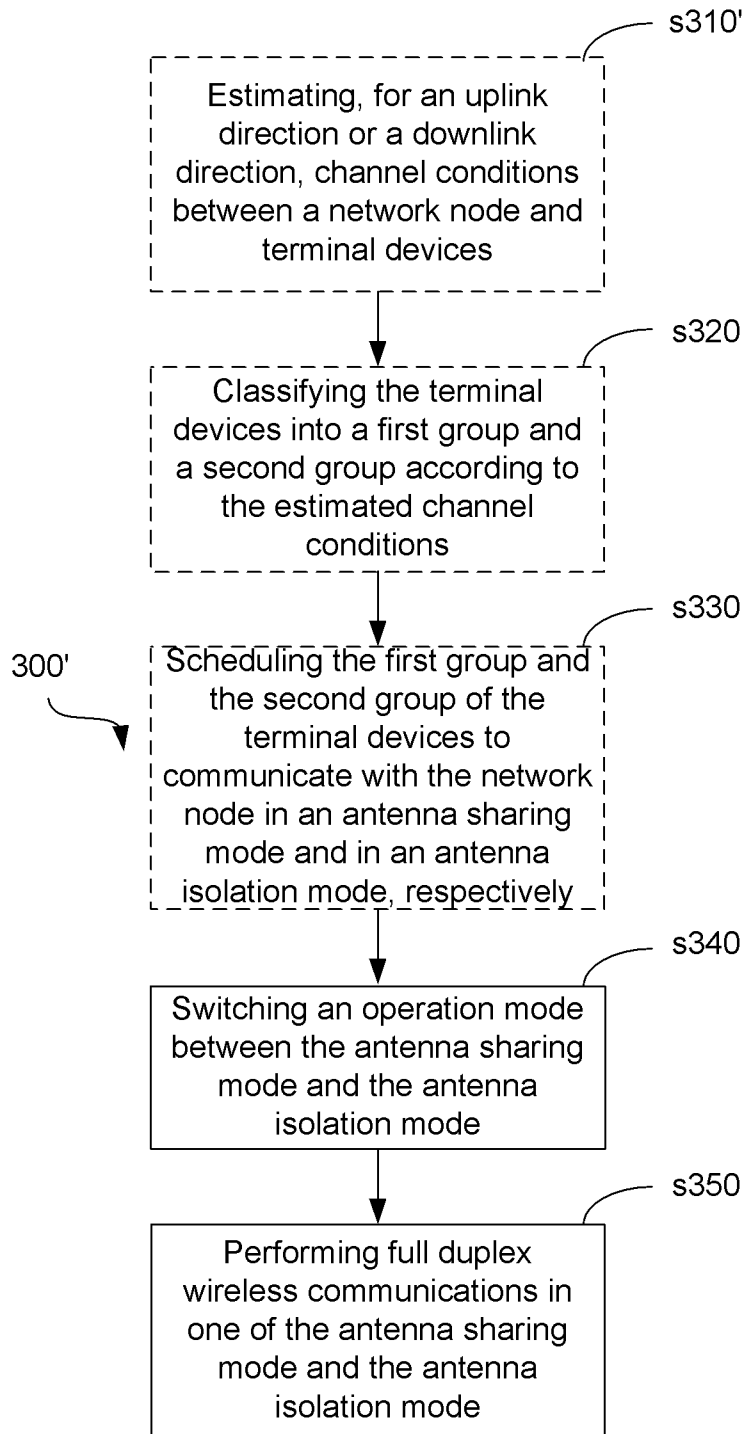 s310'
Estimating, for an uplink
direction or a downlink
direction, channel conditions
between a network node and
terminal devices
s320
Classifying the terminal
devices into a first group and
a second group according to
the estimated channel
conditions
s330
300'
Scheduling the first group and
the second group of the
terminal devices to
communicate with the network
node in an antenna sharing
mode and in an antenna
isolation mode, respectively
s340
Switching an operation mode
between the antenna sharing
mode and the antenna
isolation mode
s350
Performing full duplex
wireless communications in
one of the antenna sharing
mode and the antenna
isolation mode